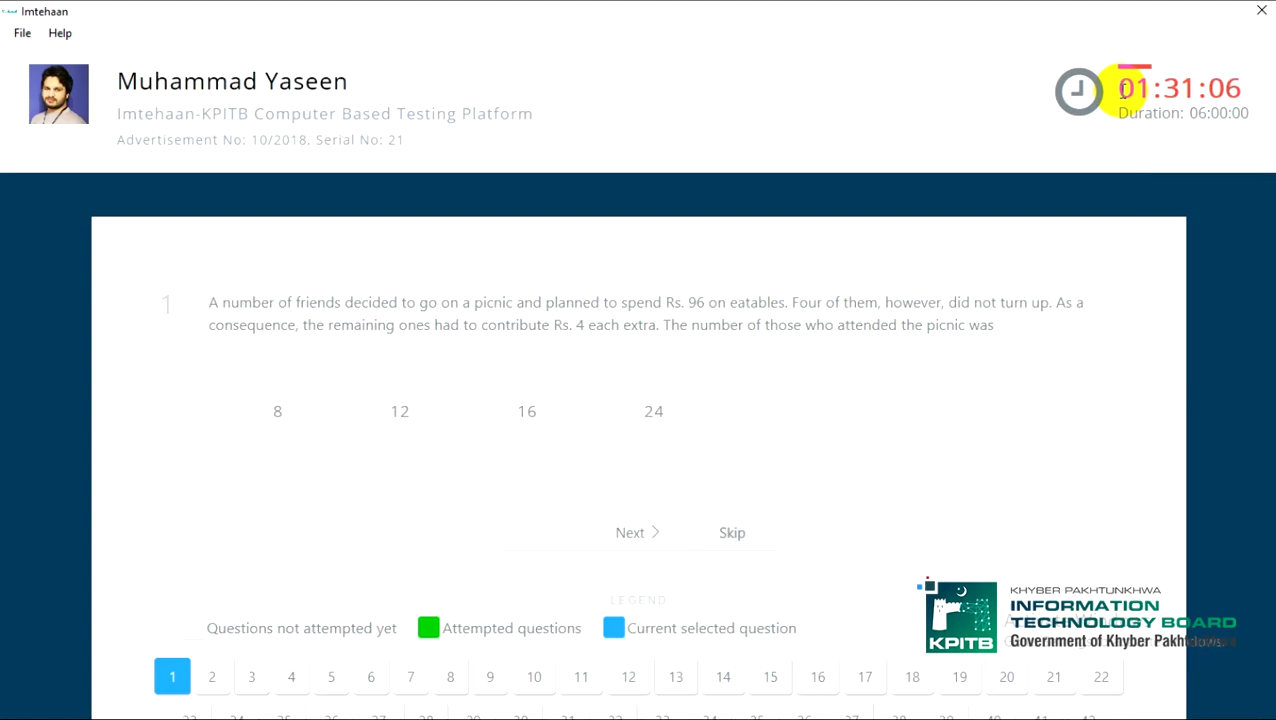 Imtehaan
File Help
Muhammad Yaseen
Imtehaan-KPITB Computer Based Testing Platform
Advertisement No: 10/2018, Serial No: 21
01:31:06
Duration: 06:00:00
1
A number of friends decided to go on a picnic and planned to spend Rs. 96 on eatables. Four of them, however, did not turn up. As a
consequence, the remaining ones had to contribute Rs. 4 each extra. The number of those who attended the picnic was
8 12 16 24
Next Skip
LEGEND
Questions not attempted yet Attempted questions Current selected question
KPITB
KHYBER PAKHTUNKHWA
INFORMATION
TECHNOLOGY BOARD
Government of Khyber
1 2 3 4 5 6 7 8 9 10 11 12 13 14 15 16 17 18 19 20 21 22